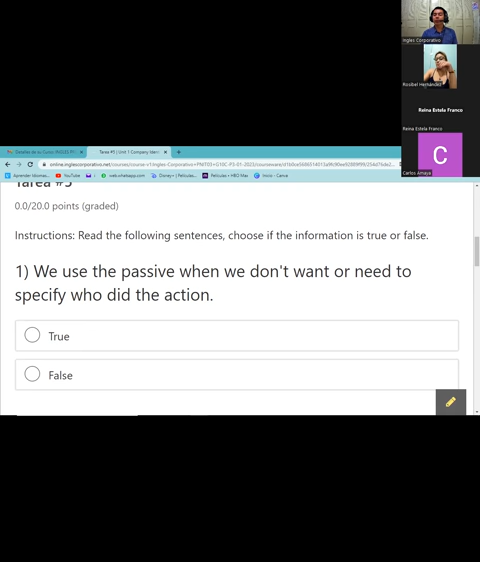 Ingles Corporativo
Rosibel Hernández
Reina Estela Franco
Reina Estela Franco
C
Carlos Amaya
Tarea #5 | Unit 1 Company Mem
YouTube
web.whatsapp.com
Disney+ | Películas...
Películas – HBO Max
Inicio - Canva
Tarea #5
0.0/20.0 points (graded)
Instructions: Read the following sentences, choose if the information is true or false.
1) We use the passive when we don't want or need to
specify who did the action.
True
False